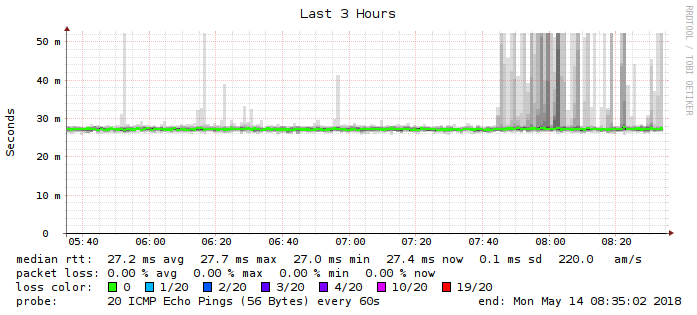 Last 3 Hours
RRDTOOL / TOBI OETIKER
Seconds
50 m
40 m
30 m
20 m
10 m
0
05:40 06:00 06:20 06:40 07:00 07:20 07:40 08:00 08:20
median rtt: 27.2 ms avg 27.7 ms max 27.0 ms min 27.4 ms now 0.1 ms sd 220.0 am/s
packet loss: 0.00 % avg 0.00 % max 0.00 % min 0.00 % now
loss color: 0 1/20 2/20 3/20 4/20 10/20 19/20
probe: 20 ICMP Echo Pings (56 Bytes) every 60s end: Mon May 14 08:35:02 2018